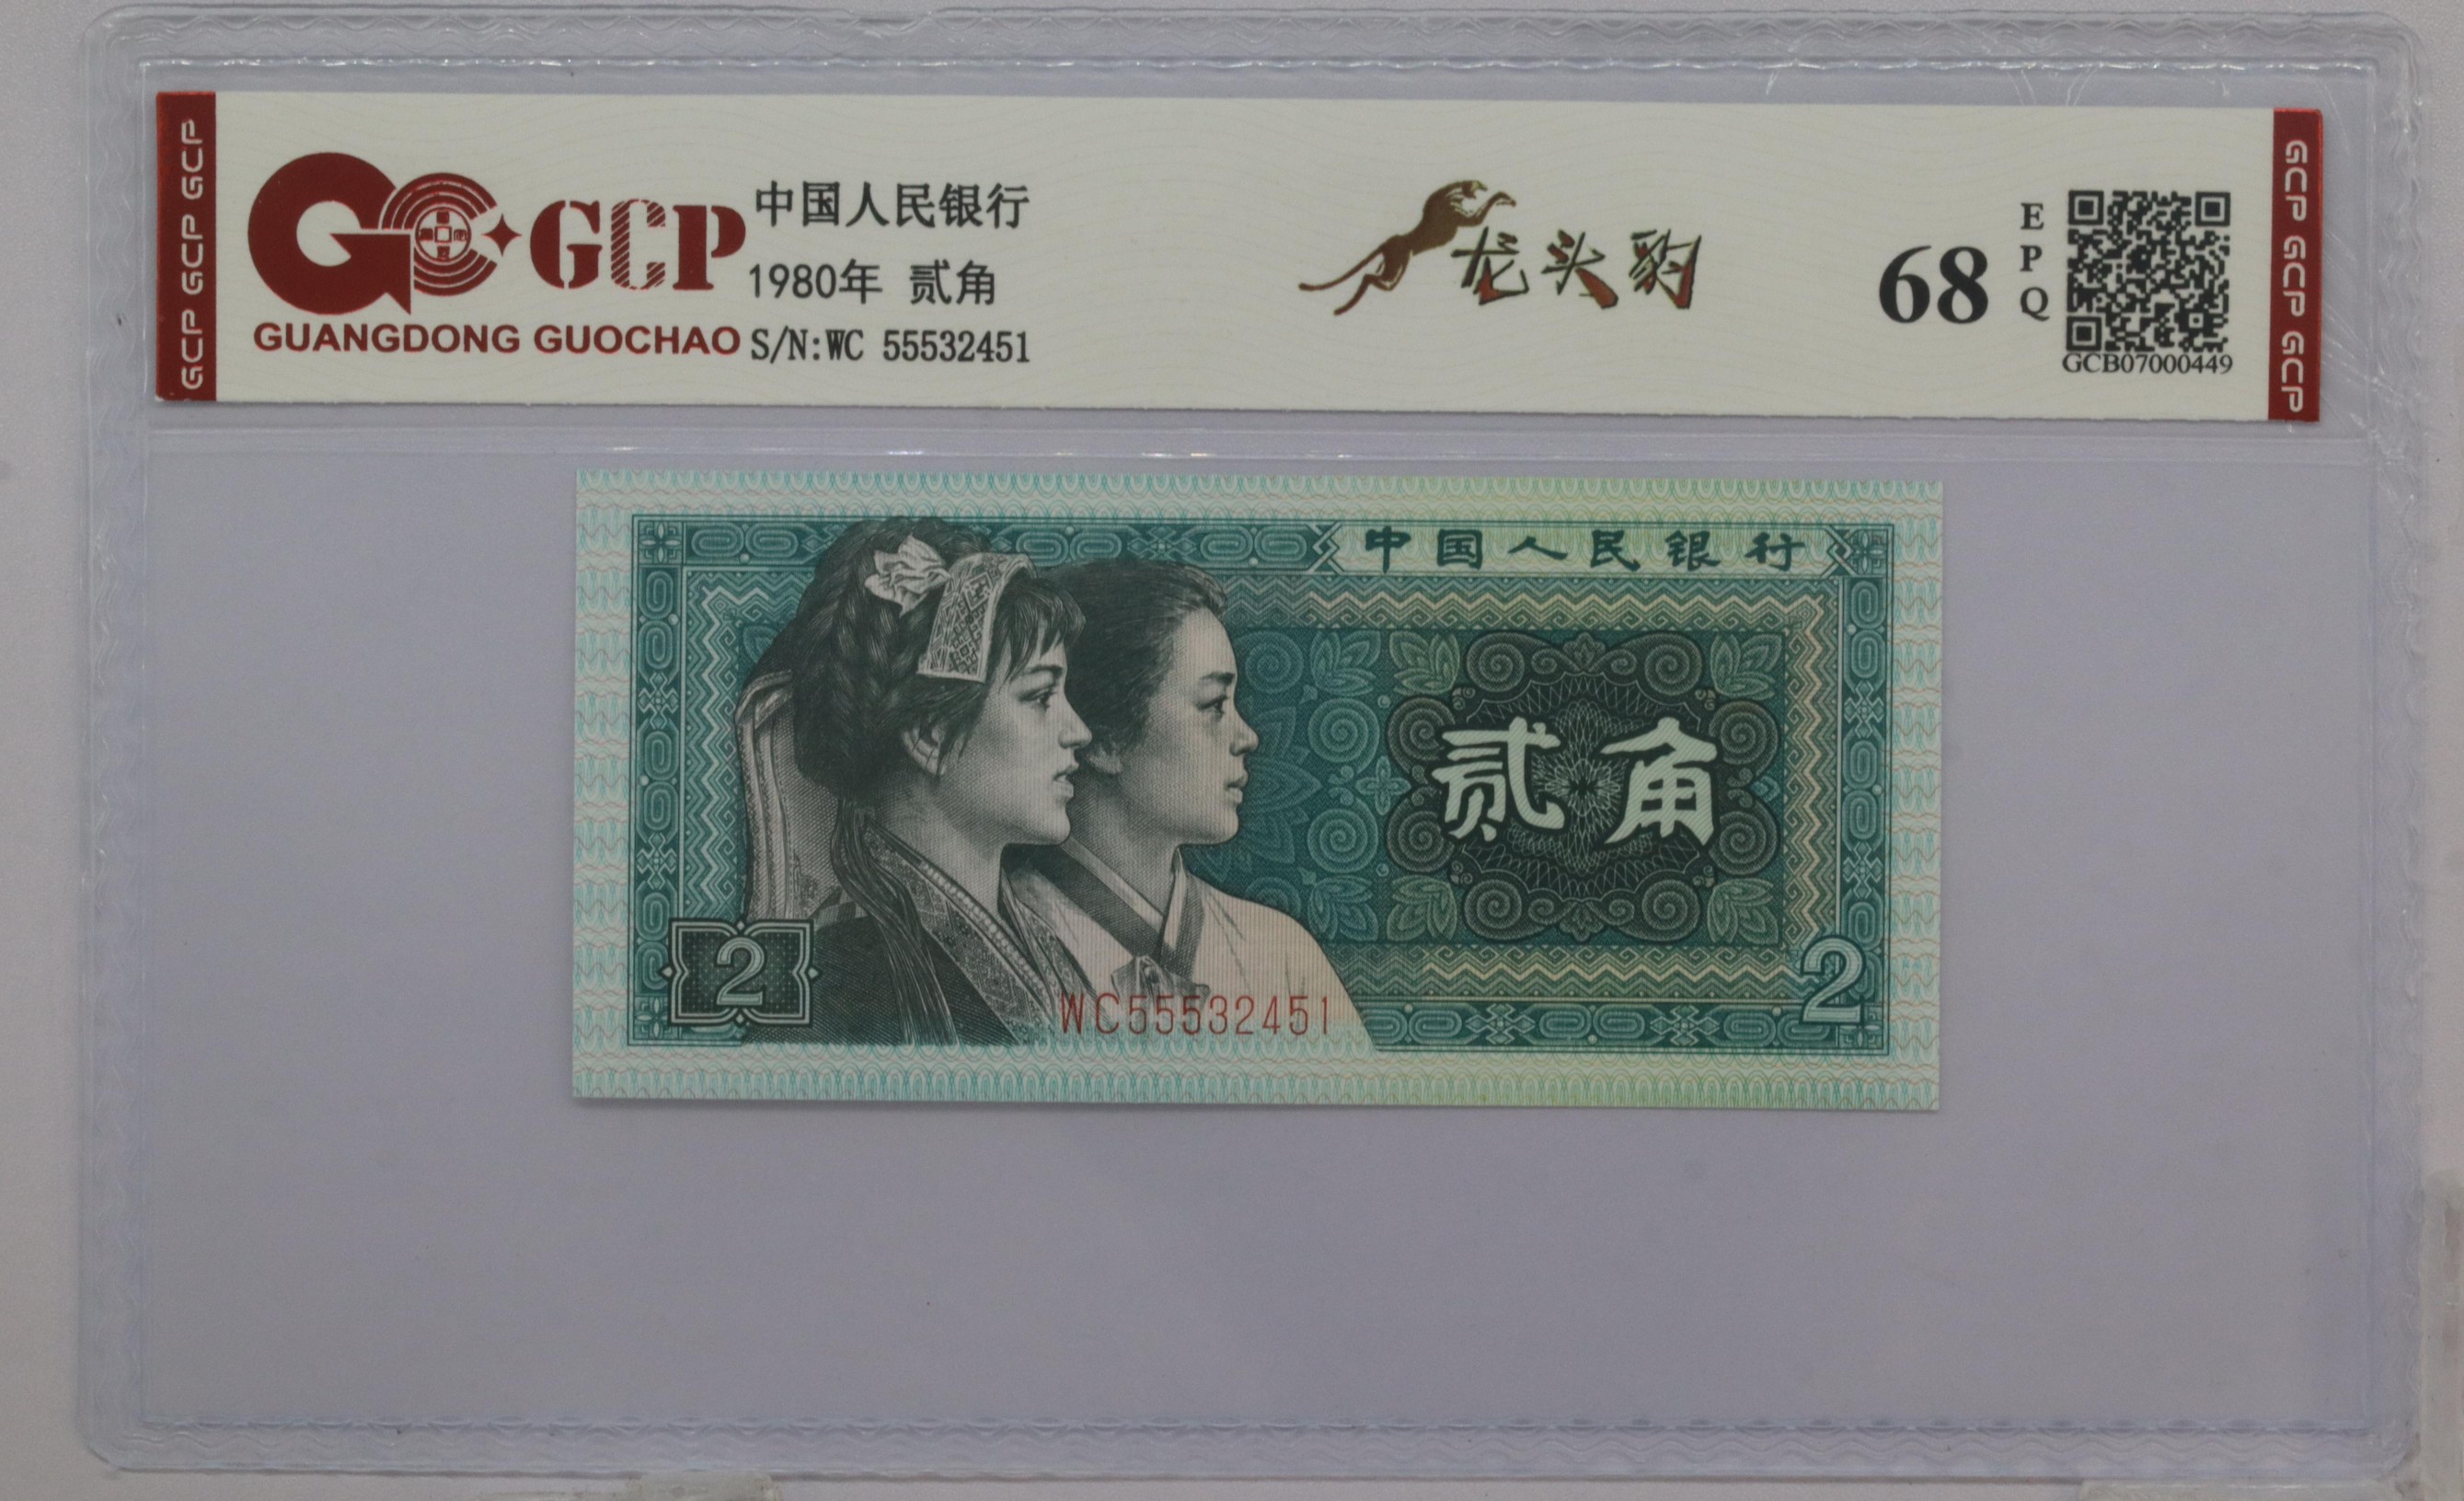 GCP GCP GCP
GCP
GUANGDONG GUOCHAO
中国人民银行
1980年 贰角
S/N:WC 55532451
龙头豹
68
EPQ
GCB07000449
GCP GCP GCP
中国人民银行
贰角
2
WC55532451
2